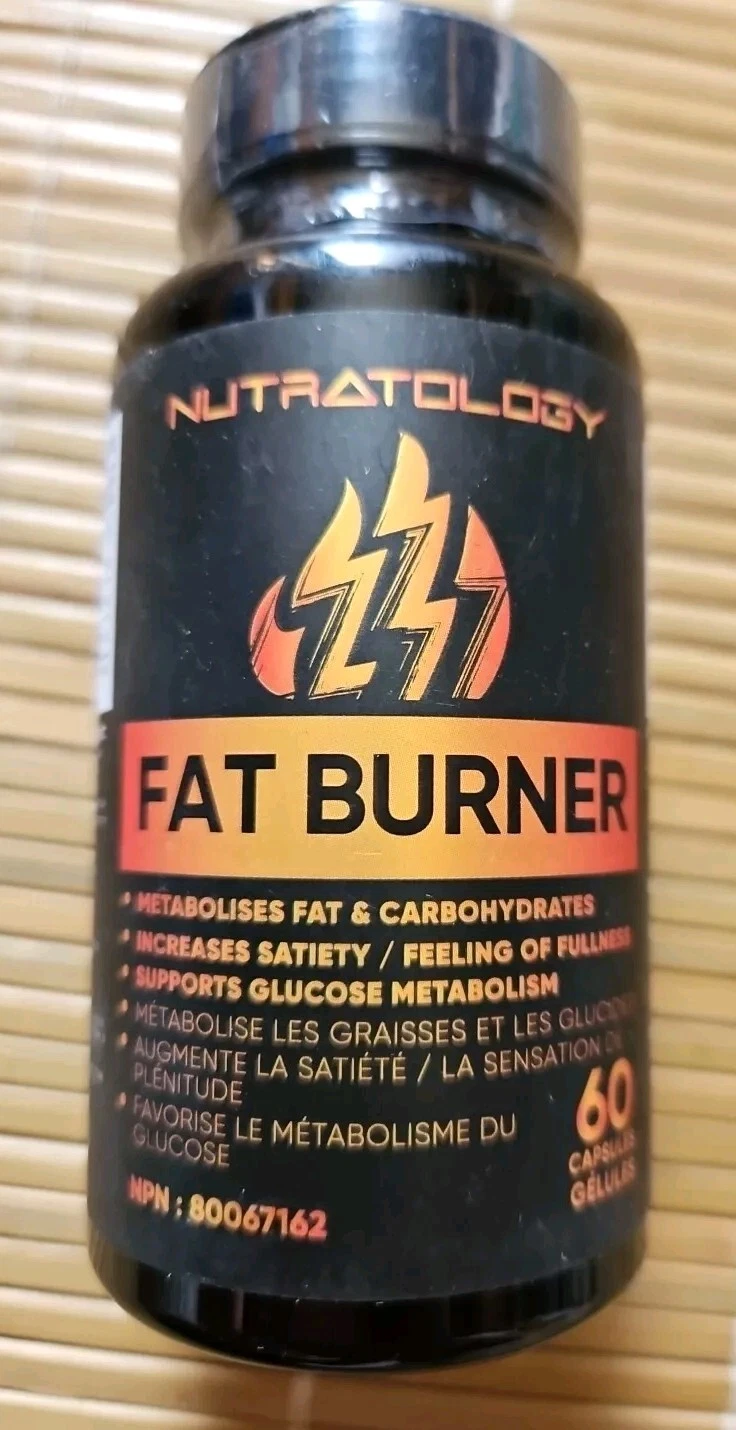 NUTRATOLOGY
FAT BURNER
• METABOLISES FAT & CARBOHYDRATES
• INCREASES SATIETY / FEELING OF FULLNESS
• SUPPORTS GLUCOSE METABOLISM
• MÉTABOLISE LES GRAISSES ET LES GLUCIDES
• AUGMENTE LA SATIÉTÉ / LA SENSATION DE
PLÉNITUDE
• FAVORISE LE MÉTABOLISME DU
GLUCOSE
60
CAPSULES
GÉLULES
NPN : 80067162